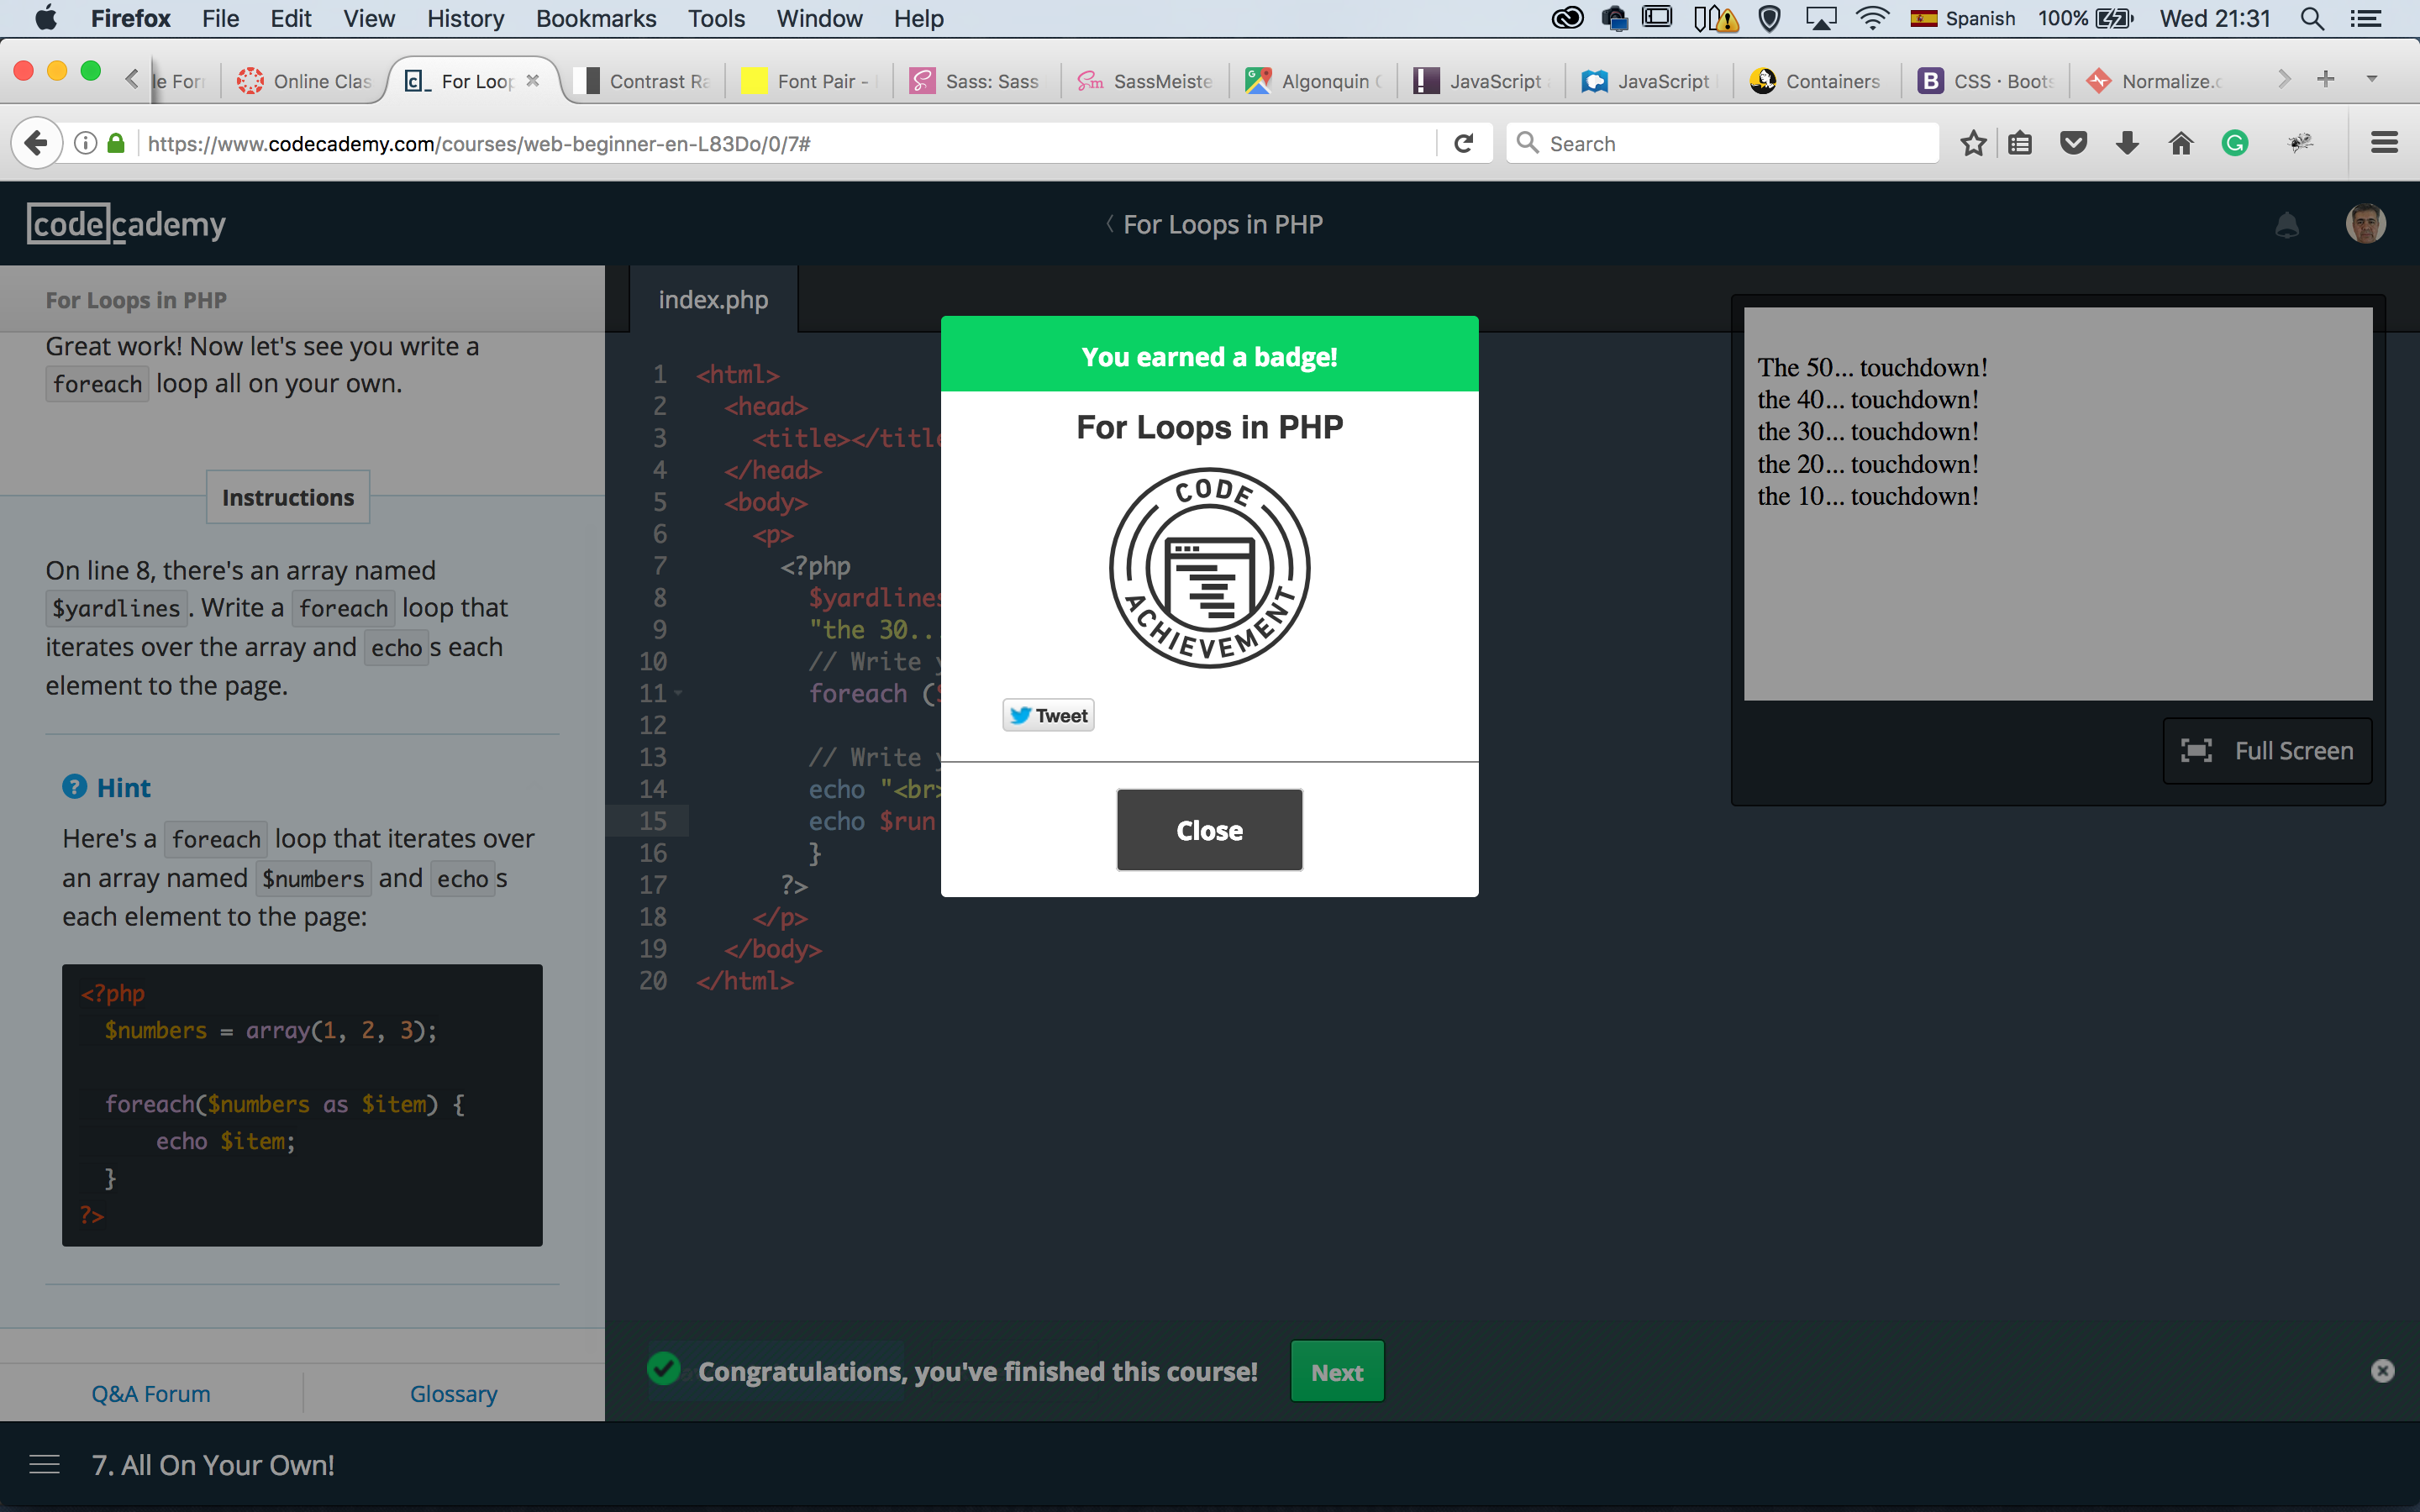 Firefox File Edit View History Bookmarks Tools Window Help Spanish 100% Wed 21:31
le For Online Clas For Loop Contrast Ra Font Pair - Sass: Sass SassMeiste Algonquin C JavaScript JavaScript Containers CSS · Boots Normalize.c
https://www.codecademy.com/courses/web-beginner-en-L83Do/0/7# Search
codecademy For Loops in PHP
For Loops in PHP
Great work! Now let's see you write a
foreach loop all on your own.
Instructions
On line 8, there's an array named
$yardlines. Write a foreach loop that
iterates over the array and echos each
element to the page.
Hint
Here's a foreach loop that iterates over
an array named $numbers and echos
each element to the page:
<?php
$numbers = array(1, 2, 3);
foreach($numbers as $item) {
echo $item;
}
?>
Q&A Forum Glossary
index.php
1 <html>
2 <head>
3 <title></title
4 </head>
5 <body>
6 <p>
7 <?php
8 $yardlines
9 "the 30...
10 // Write y
11 foreach ($
12
13 // Write y
14 echo "<br>
15 echo $run
16 }
17 ?>
18 </p>
19 </body>
20 </html>
You earned a badge!
For Loops in PHP
CODE
ACHIEVEMENT
Tweet
Close
The 50... touchdown!
the 40... touchdown!
the 30... touchdown!
the 20... touchdown!
the 10... touchdown!
Full Screen
Congratulations, you've finished this course! Next
7. All On Your Own!